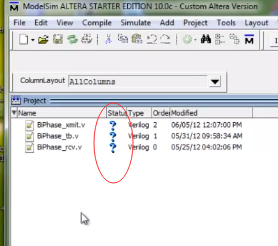 ModelSim ALTERA STARTER EDITION 10.0c - Custom Altera Version
File Edit View Compile Simulate Add Project Tools Layout
ColumnLayout AllColumns
Project
Name Status Type Order Modified
BiPhase_xmit.v ? Verilog 2 06/05/12 12:07:00 PM
BiPhase_tb.v ? Verilog 1 05/31/12 09:58:34 AM
BiPhase_rcv.v ? Verilog 0 05/25/12 04:02:06 PM